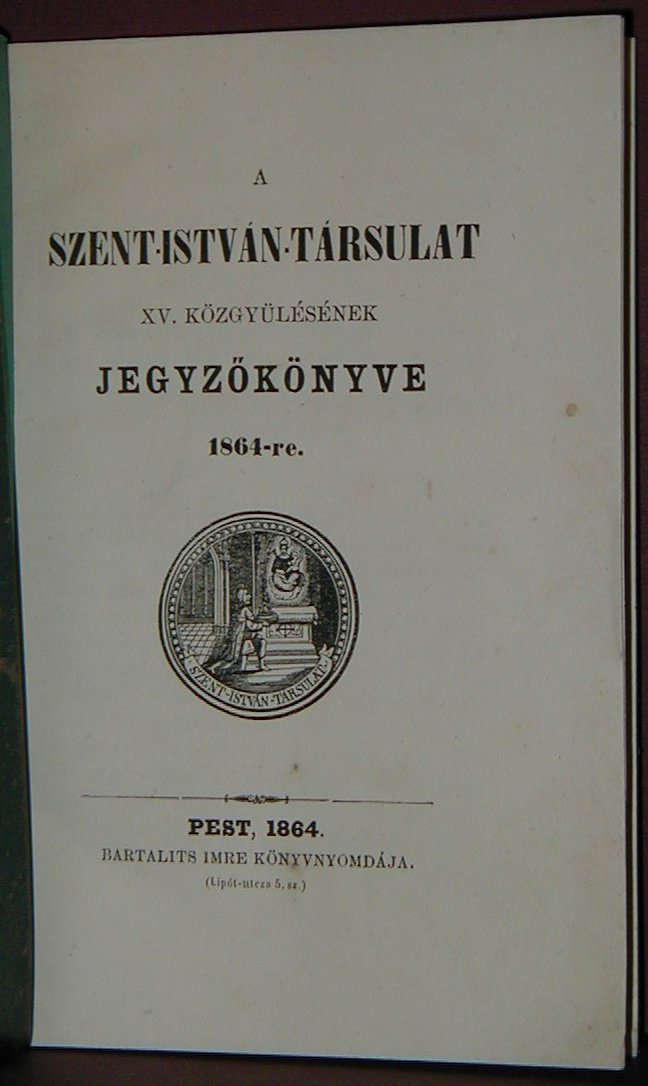 A
SZENT-ISTVÁN-TÁRSULAT
XV. KÖZGYÜLÉSÉNEK
JEGYZŐKÖNYVE
1864-re.
SZENT-ISTVÁN-TÁRSULAT
PEST, 1864.
BARTALITS IMRE KÖNYVNYOMDÁJA.
(Lipót-utcza 5. sz.)